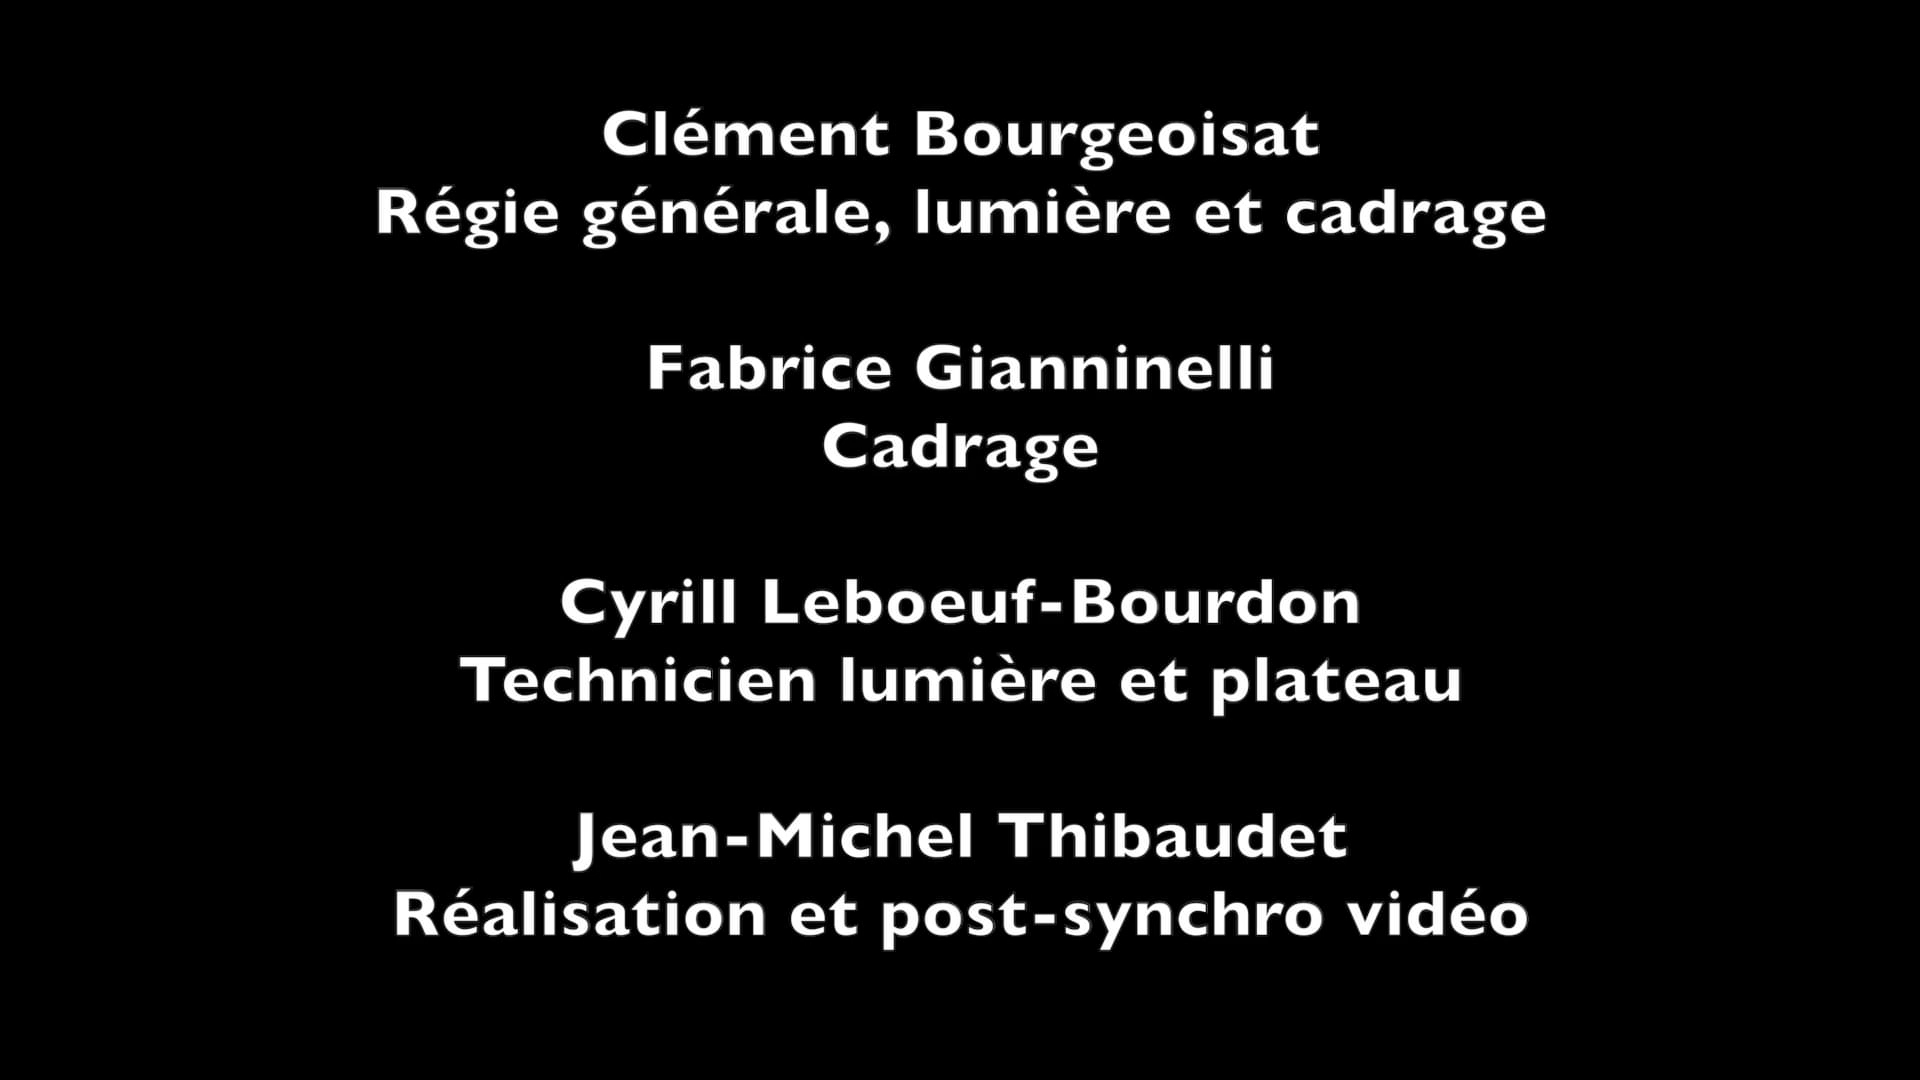 Clément Bourgeoisat
Régie générale, lumière et cadrage
Fabrice Gianninelli
Cadrage
Cyrill Leboeuf-Bourdon
Technicien lumière et plateau
Jean-Michel Thibaudet
Réalisation et post-synchro vidéo